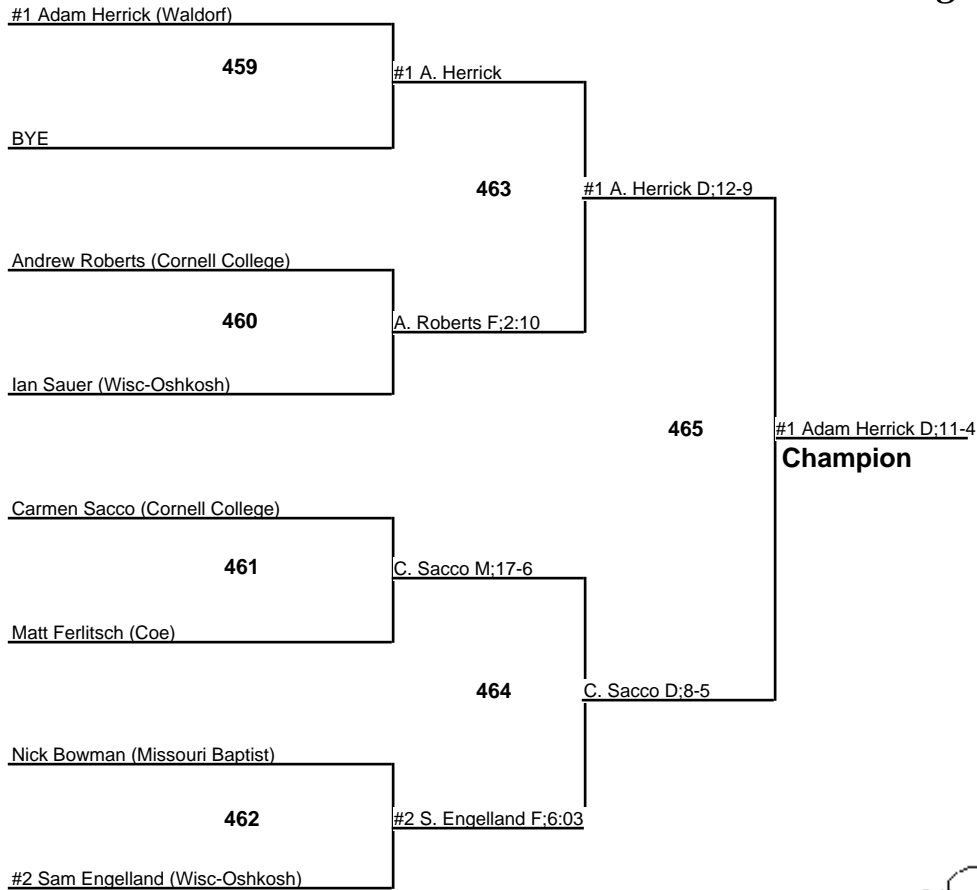 #1 Adam Herrick (Waldorf)
459
#1 A. Herrick
BYE
463
#1 A. Herrick D;12-9
Andrew Roberts (Cornell College)
460
A. Roberts F;2:10
Ian Sauer (Wisc-Oshkosh)
465
#1 Adam Herrick D;11-4
Champion
Carmen Sacco (Cornell College)
461
C. Sacco M;17-6
Matt Ferlitsch (Coe)
464
C. Sacco D;8-5
Nick Bowman (Missouri Baptist)
462
#2 S. Engelland F;6:03
#2 Sam Engelland (Wisc-Oshkosh)